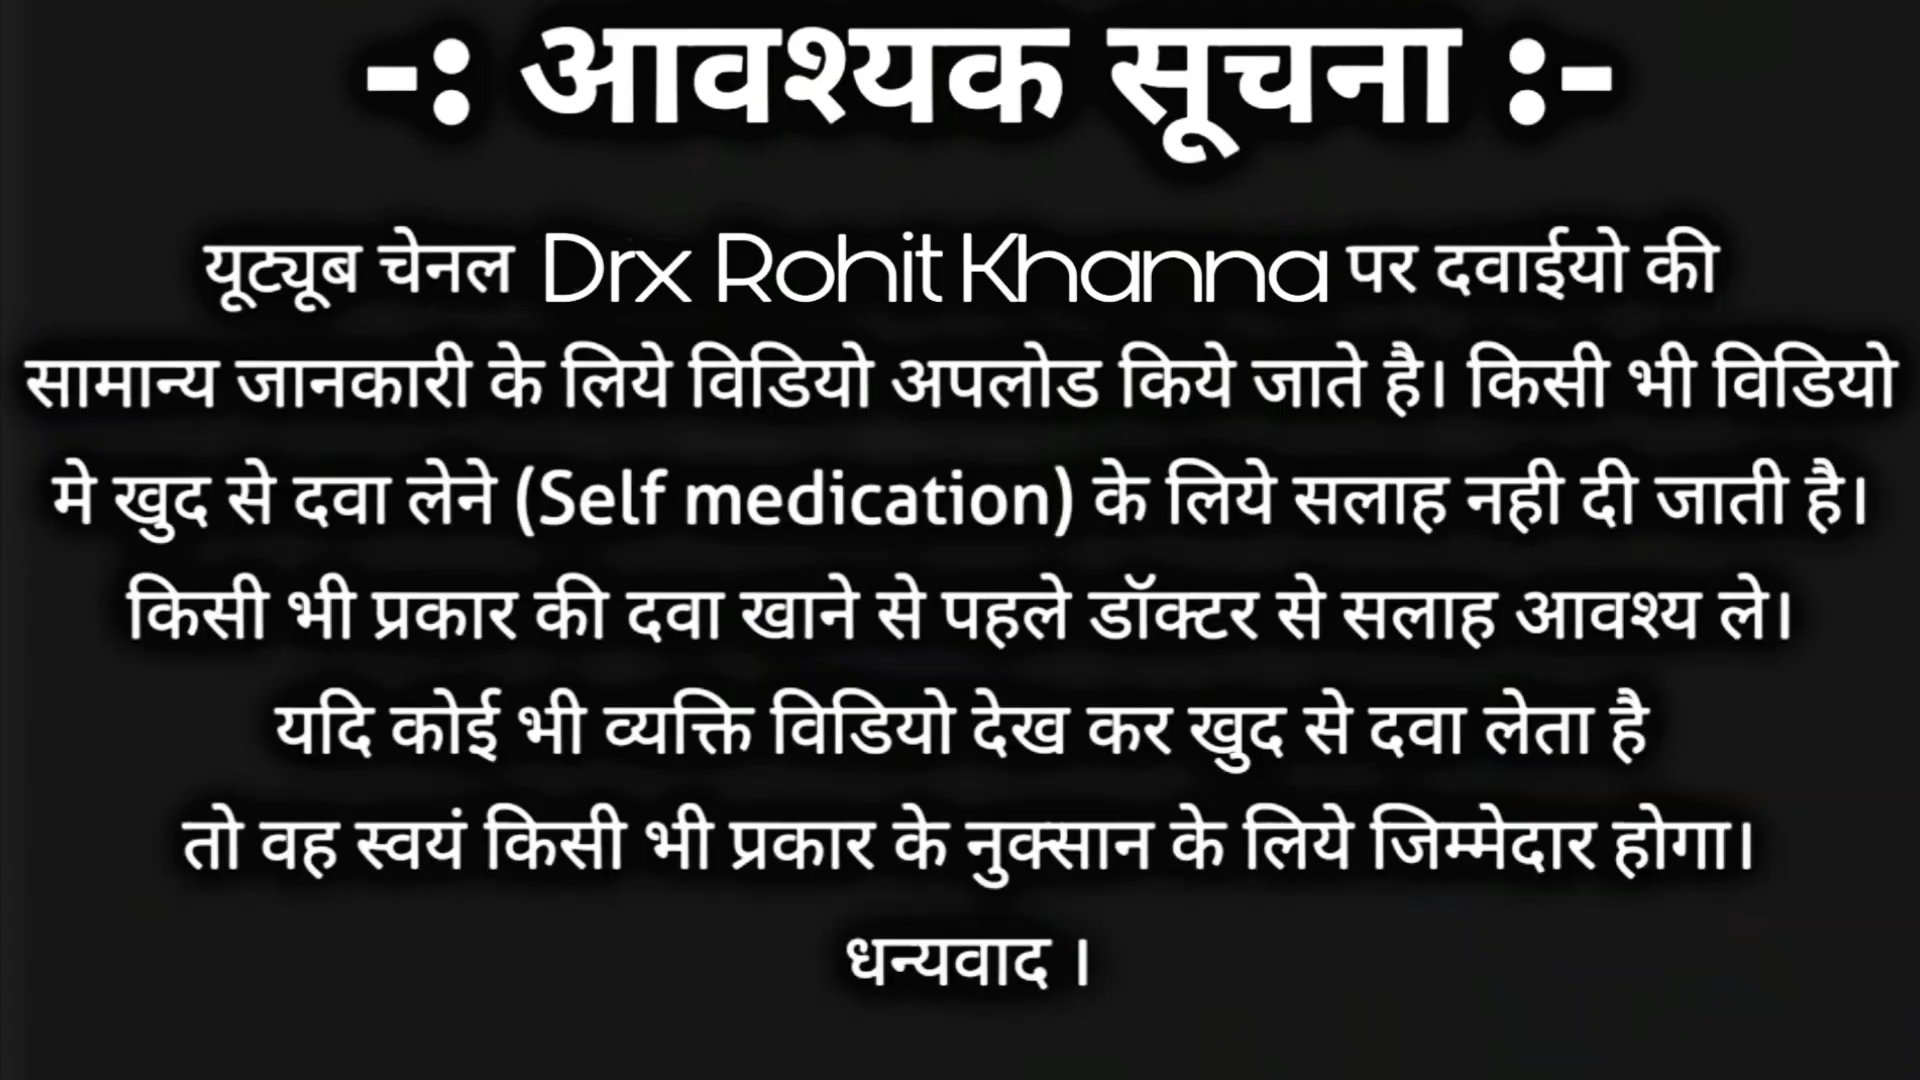 -: आवश्यक सूचना :-
यूट्यूब चेनल Drx Rohit Khanna पर दवाईयो की
सामान्य जानकारी के लिये विडियो अपलोड किये जाते है। किसी भी विडियो
मे खुद से दवा लेने (Self medication) के लिये सलाह नही दी जाती है।
किसी भी प्रकार की दवा खाने से पहले डॉक्टर से सलाह आवश्य ले।
यदि कोई भी व्यक्ति विडियो देख कर खुद से दवा लेता है
तो वह स्वयं किसी भी प्रकार के नुक्सान के लिये जिम्मेदार होगा।
धन्यवाद ।